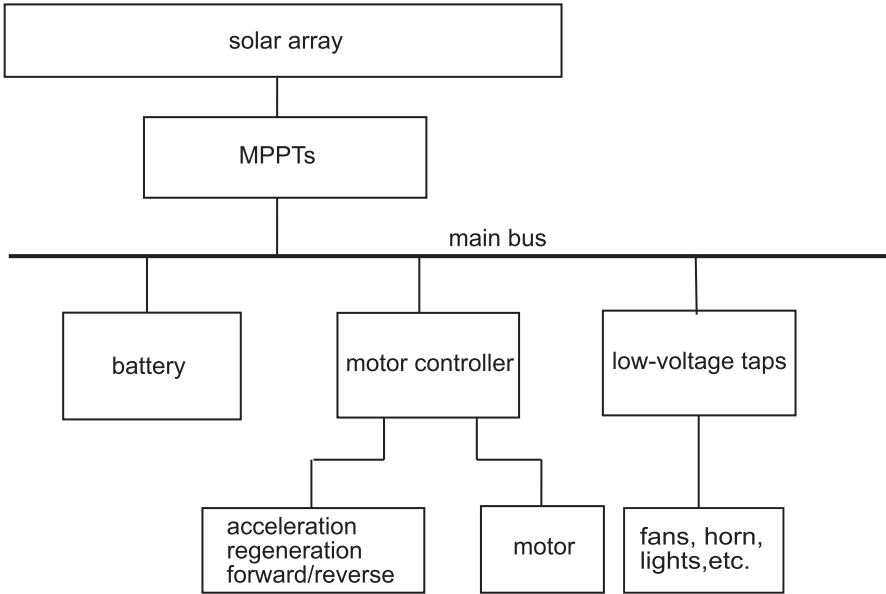 solar array
MPPTs
main bus
battery
motor controller
low-voltage taps
acceleration
regeneration
forward/reverse
motor
fans, horn,
lights,etc.